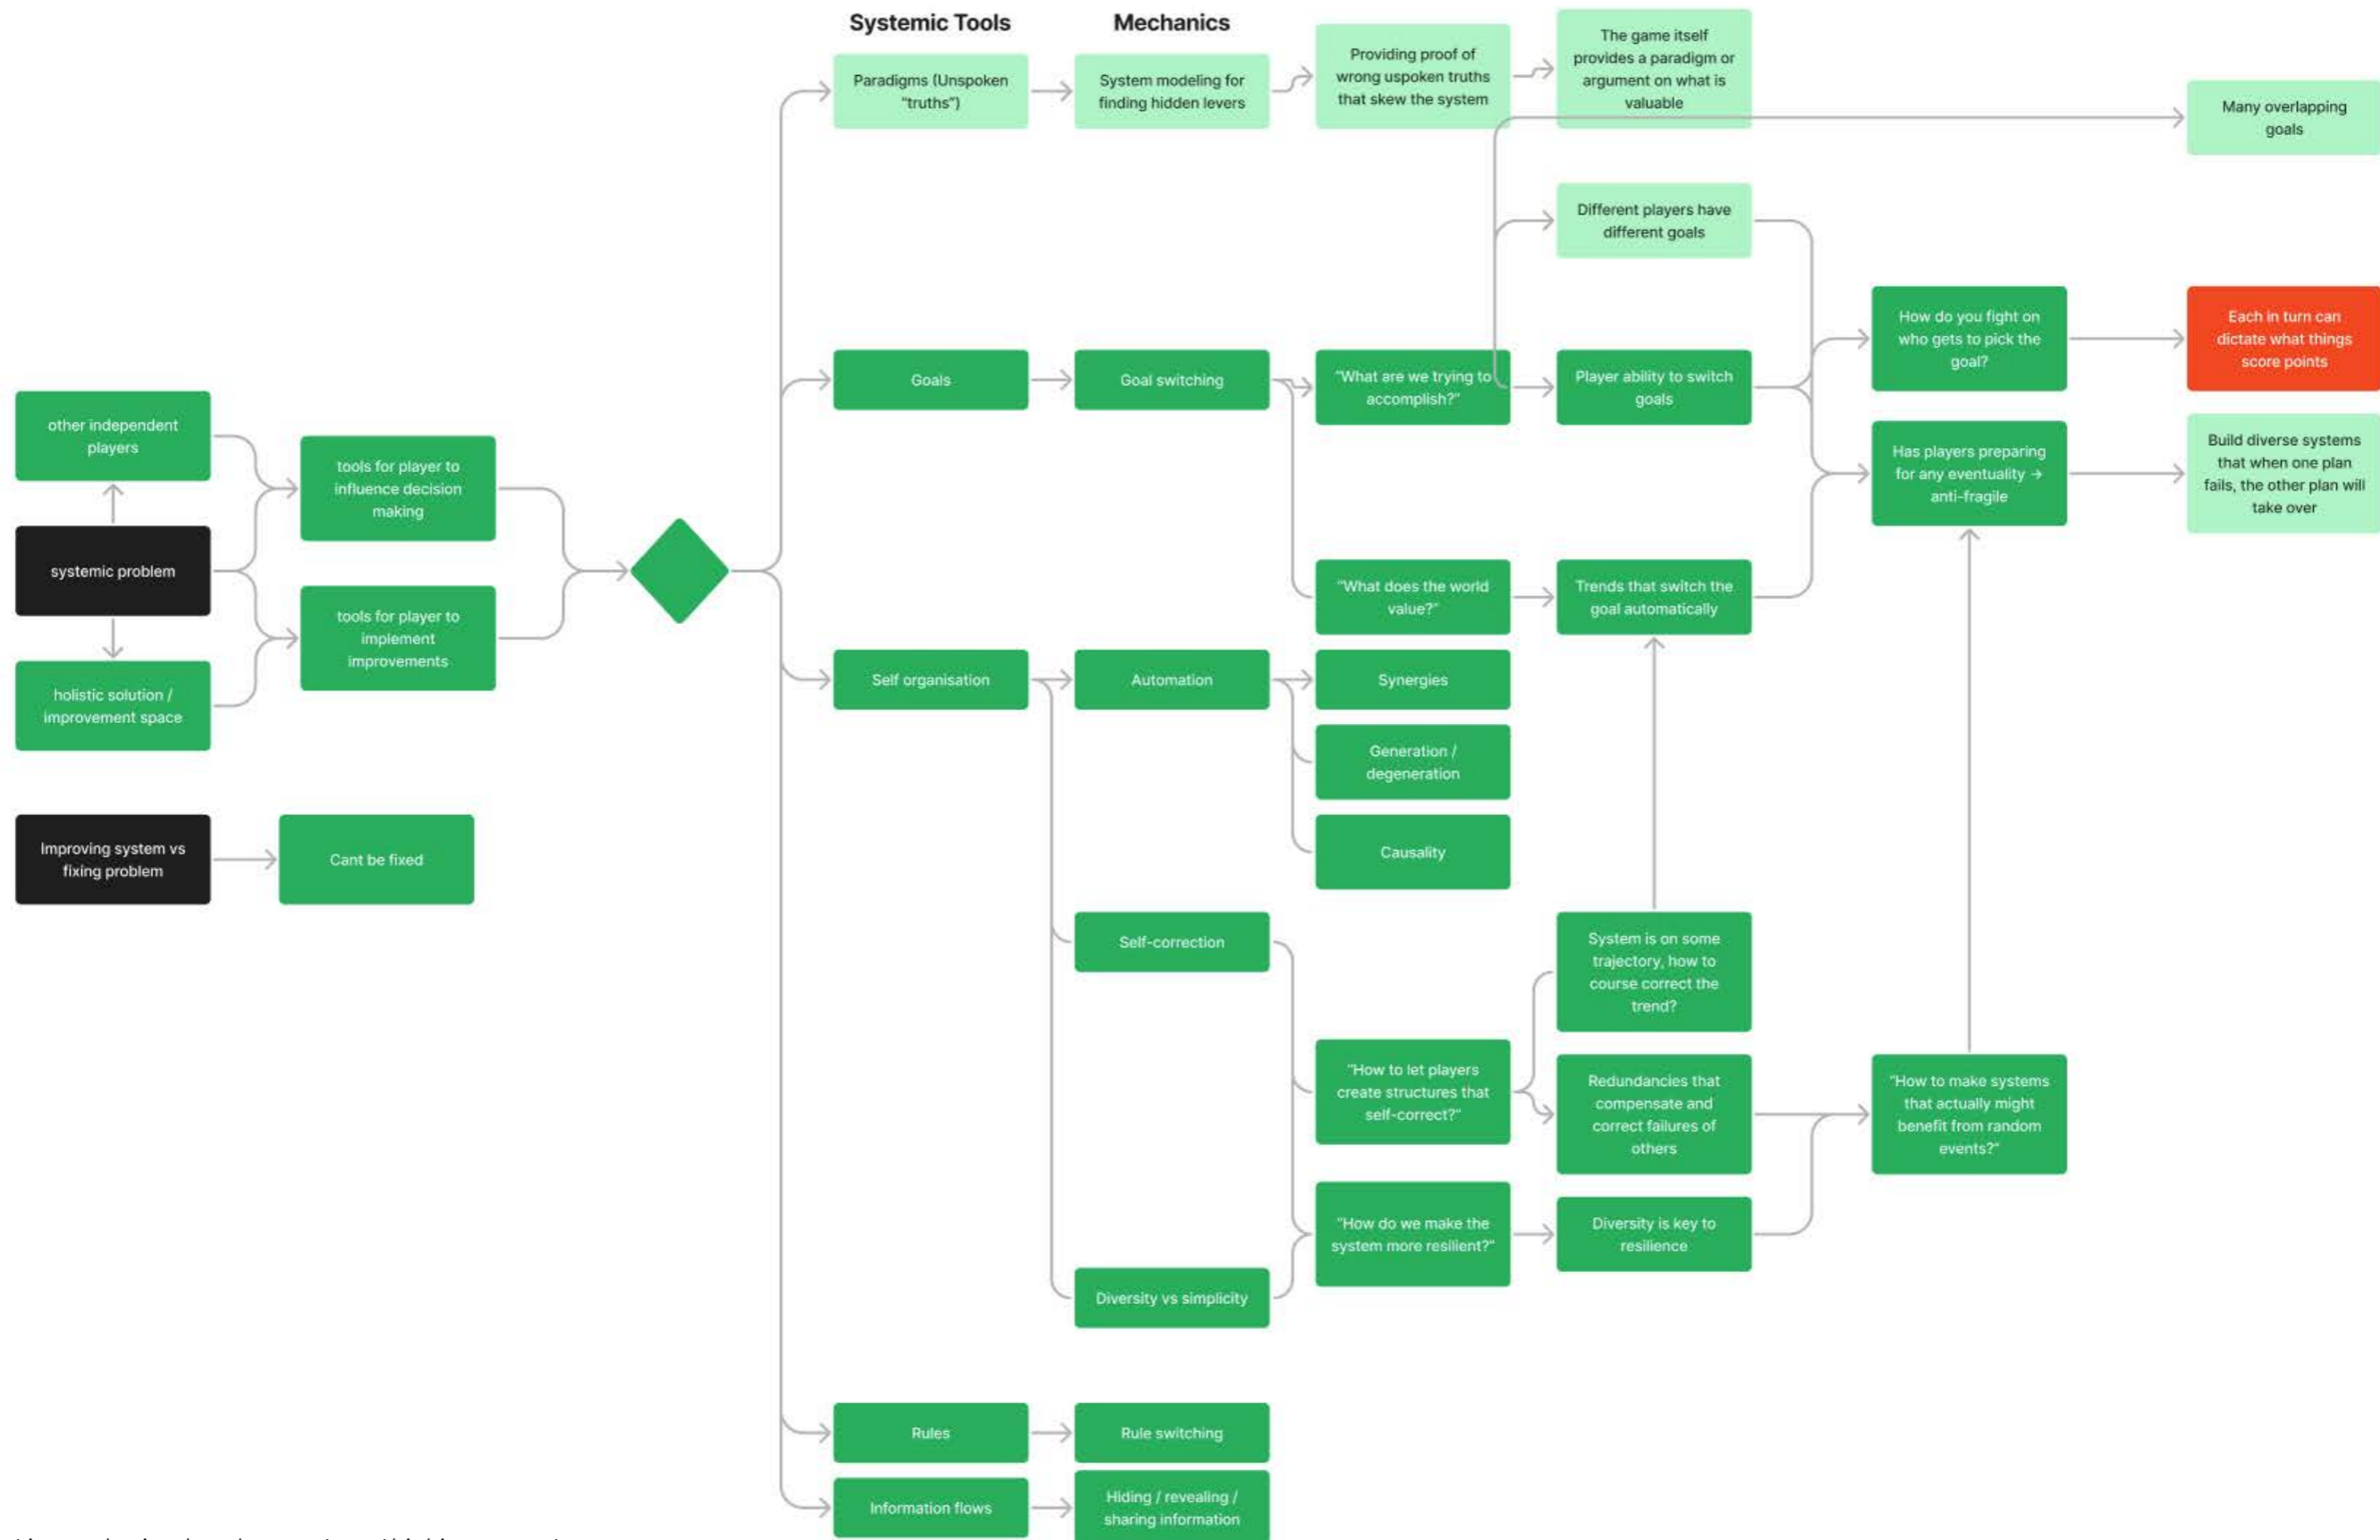 Systemic Tools
Mechanics
Paradigms (Unspoken
"truths")
System modeling for
finding hidden levers
Providing proof of
wrong uspoken truths
that skew the system
The game itself
provides a paradigm or
argument on what is
valuable
Many overlapping
goals
Different players have
different goals
Goals
Goal switching
"What are we trying to
accomplish?"
Player ability to switch
goals
How do you fight on
who gets to pick the
goal?
Each in turn can
dictate what things
score points
Has players preparing
for any eventuality →
anti-fragile
Build diverse systems
that when one plan
fails, the other plan will
take over
other independent
players
systemic problem
holistic solution /
improvement space
tools for player to
influence decision
making
tools for player to
implement
improvements
"What does the world
value?"
Trends that switch the
goal automatically
Self organisation
Automation
Synergies
Generation /
degeneration
Causality
Improving system vs
fixing problem
Cant be fixed
Self-correction
System is on some
trajectory, how to
course correct the
trend?
"How to let players
create structures that
self-correct?"
Redundancies that
compensate and
correct failures of
others
"How to make systems
that actually might
benefit from random
events?"
"How do we make the
system more resilient?"
Diversity is key to
resilience
Diversity vs simplicity
Rules
Rule switching
Information flows
Hiding / revealing /
sharing information